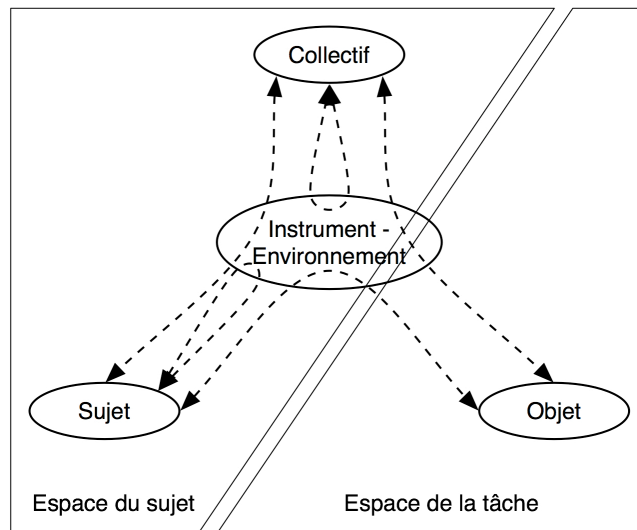 Collectif
Instrument -
Environnement
Sujet
Objet
Espace du sujet
Espace de la tâche